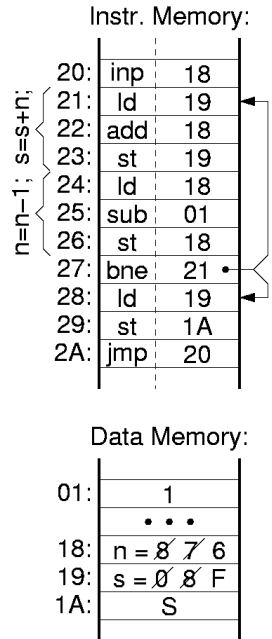 Instr. Memory:
20: inp 18
21: ld 19
22: add 18
23: st 19
24: ld 18
25: sub 01
26: st 18
27: bne 21
28: ld 19
29: st 1A
2A: jmp 20
s=s+n;
n=n−1;
Data Memory:
01: 1
• • •
18: n = 8 7 6
19: s = 0 8 F
1A: S